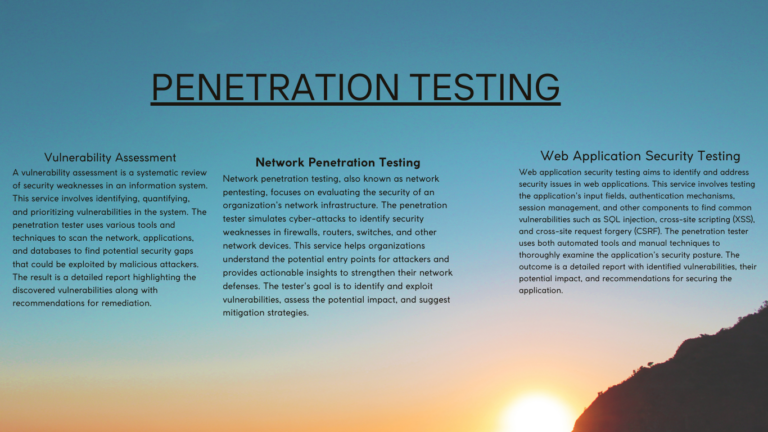 PENETRATION TESTING
Vulnerability Assessment
A vulnerability assessment is a systematic review
of security weaknesses in an information system.
This service involves identifying, quantifying,
and prioritizing vulnerabilities in the system. The
penetration tester uses various tools and
techniques to scan the network, applications,
and databases to find potential security gaps
that could be exploited by malicious attackers.
The result is a detailed report highlighting the
discovered vulnerabilities along with
recommendations for remediation.
Network Penetration Testing
Network penetration testing, also known as network
pentesting, focuses on evaluating the security of an
organization's network infrastructure. The penetration
tester simulates cyber-attacks to identify security
weaknesses in firewalls, routers, switches, and other
network devices. This service helps organizations
understand the potential entry points for attackers and
provides actionable insights to strengthen their network
defenses. The tester's goal is to identify and exploit
vulnerabilities, assess the potential impact, and suggest
mitigation strategies.
Web Application Security Testing
Web application security testing aims to identify and address
security issues in web applications. This service involves testing
the application's input fields, authentication mechanisms,
session management, and other components to find common
vulnerabilities such as SQL injection, cross-site scripting (XSS),
and cross-site request forgery (CSRF). The penetration tester
uses both automated tools and manual techniques to
thoroughly examine the application's security posture. The
outcome is a detailed report with identified vulnerabilities, their
potential impact, and recommendations for securing the
application.